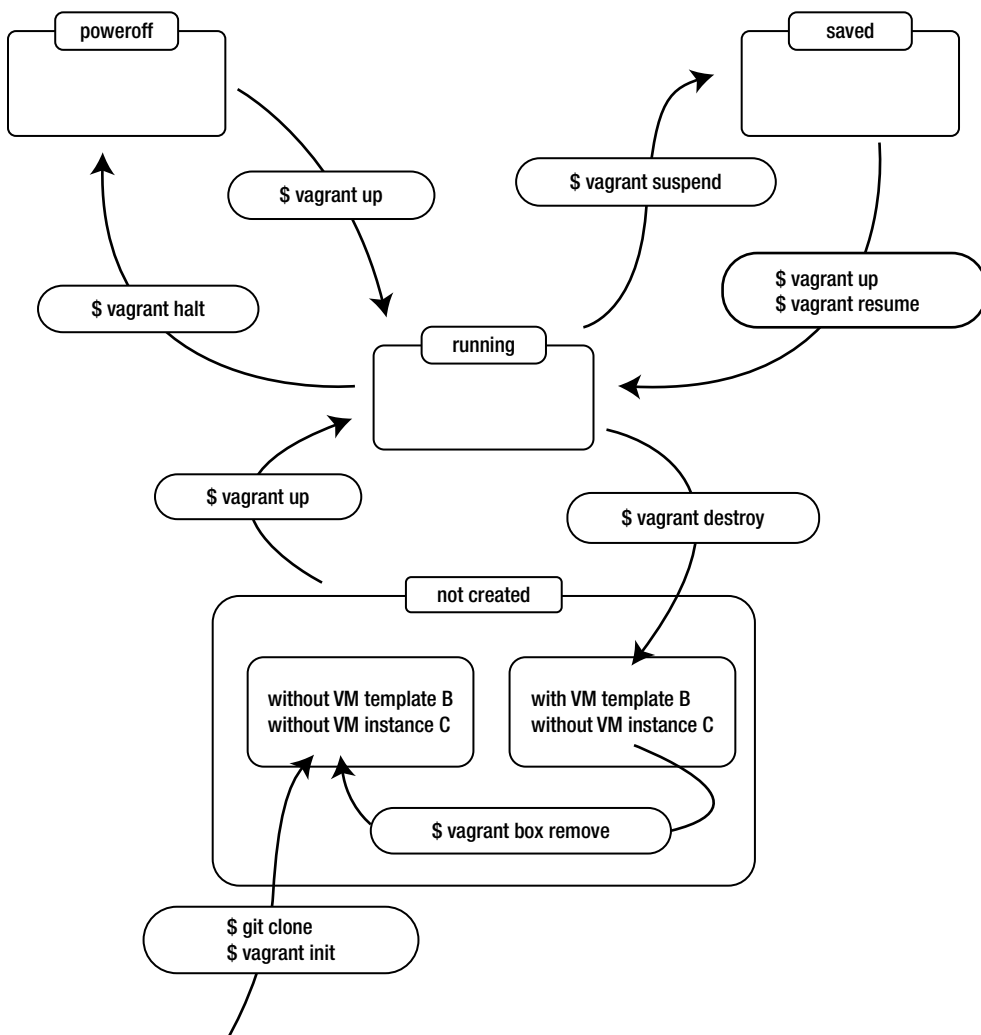 poweroff
saved
$ vagrant up
$ vagrant suspend
$ vagrant halt
$ vagrant up
$ vagrant resume
running
$ vagrant up
$ vagrant destroy
not created
without VM template B
without VM instance C
with VM template B
without VM instance C
$ vagrant box remove
$ git clone
$ vagrant init